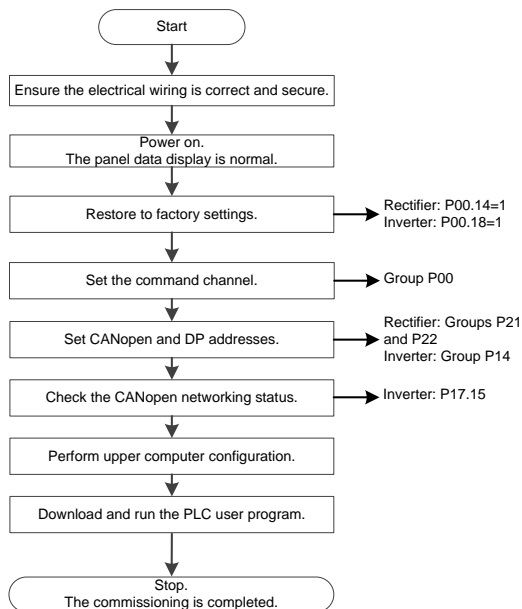 Start
Ensure the electrical wiring is correct and secure.
Power on.
The panel data display is normal.
Restore to factory settings.
Rectifier: P00.14=1
Inverter: P00.18=1
Set the command channel.
Group P00
Set CANopen and DP addresses.
Rectifier: Groups P21
and P22
Inverter: Group P14
Check the CANopen networking status.
Inverter: P17.15
Perform upper computer configuration.
Download and run the PLC user program.
Stop.
The commissioning is completed.